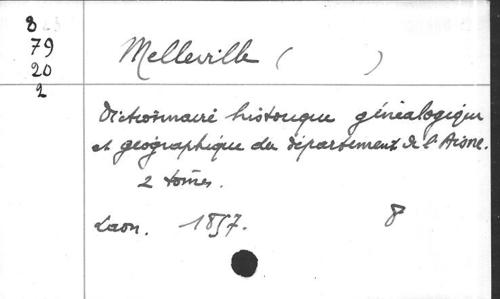 8
79
20
2
Melleville ( )
Dictionnaire historique généalogique
et géographique du département de l'Aisne.
2 tomes.
Laon. 1857. 8